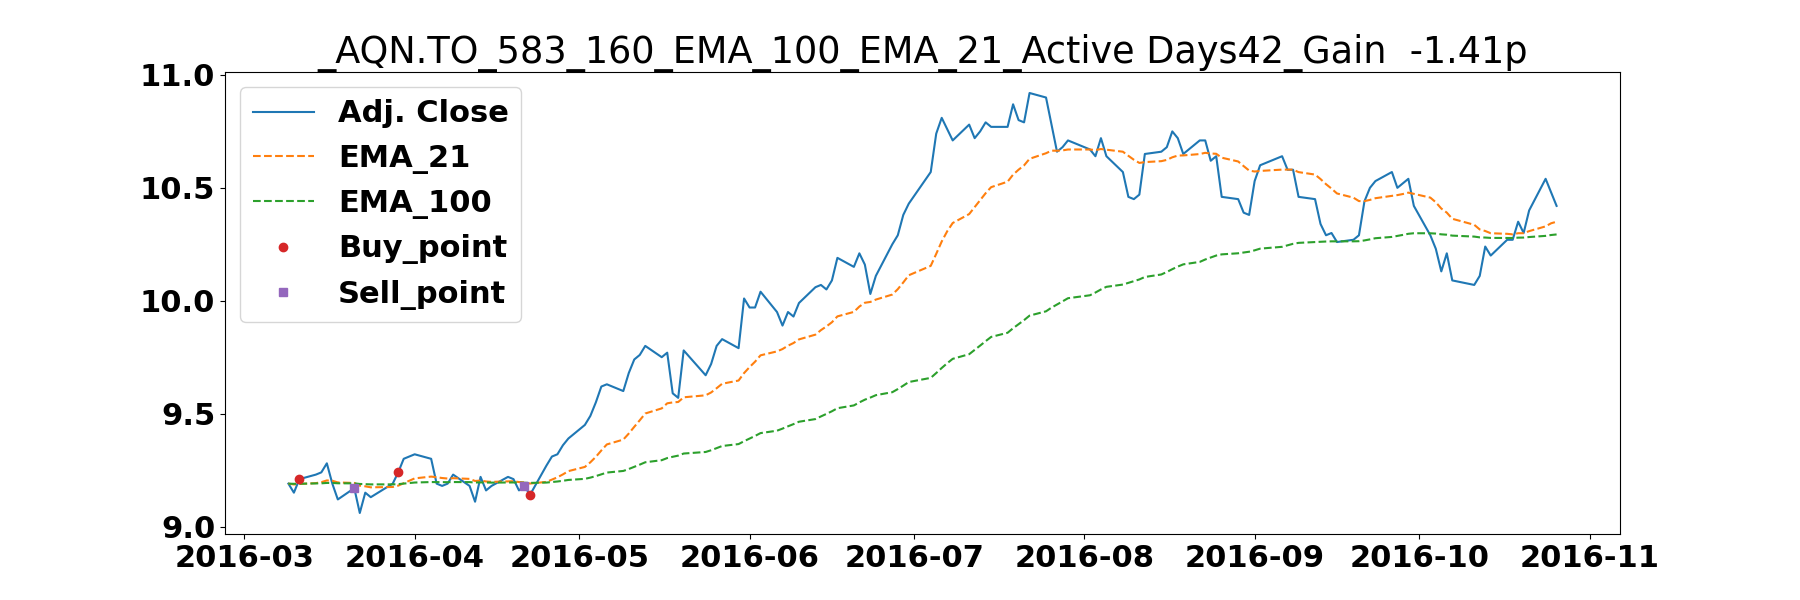 _AQN.TO_583_160_EMA_100_EMA_21_Active Days42_Gain  -1.41p
11.0
10.5
10.0
9.5
9.0
Adj. Close
EMA_21
EMA_100
Buy_point
Sell_point
2016-03 2016-04 2016-05 2016-06 2016-07 2016-08 2016-09 2016-10 2016-11